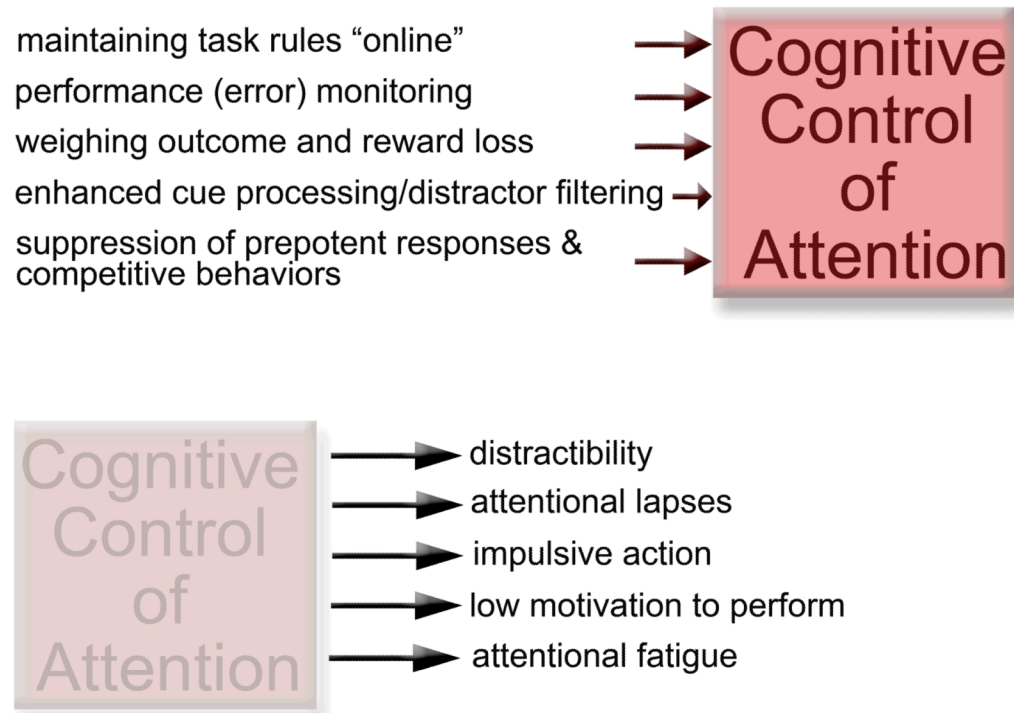 maintaining task rules “online”
performance (error) monitoring
weighing outcome and reward loss
enhanced cue processing/distractor filtering
suppression of prepotent responses &
competitive behaviors
Cognitive
Control
of
Attention
Cognitive
Control
of
Attention
distractibility
attentional lapses
impulsive action
low motivation to perform
attentional fatigue